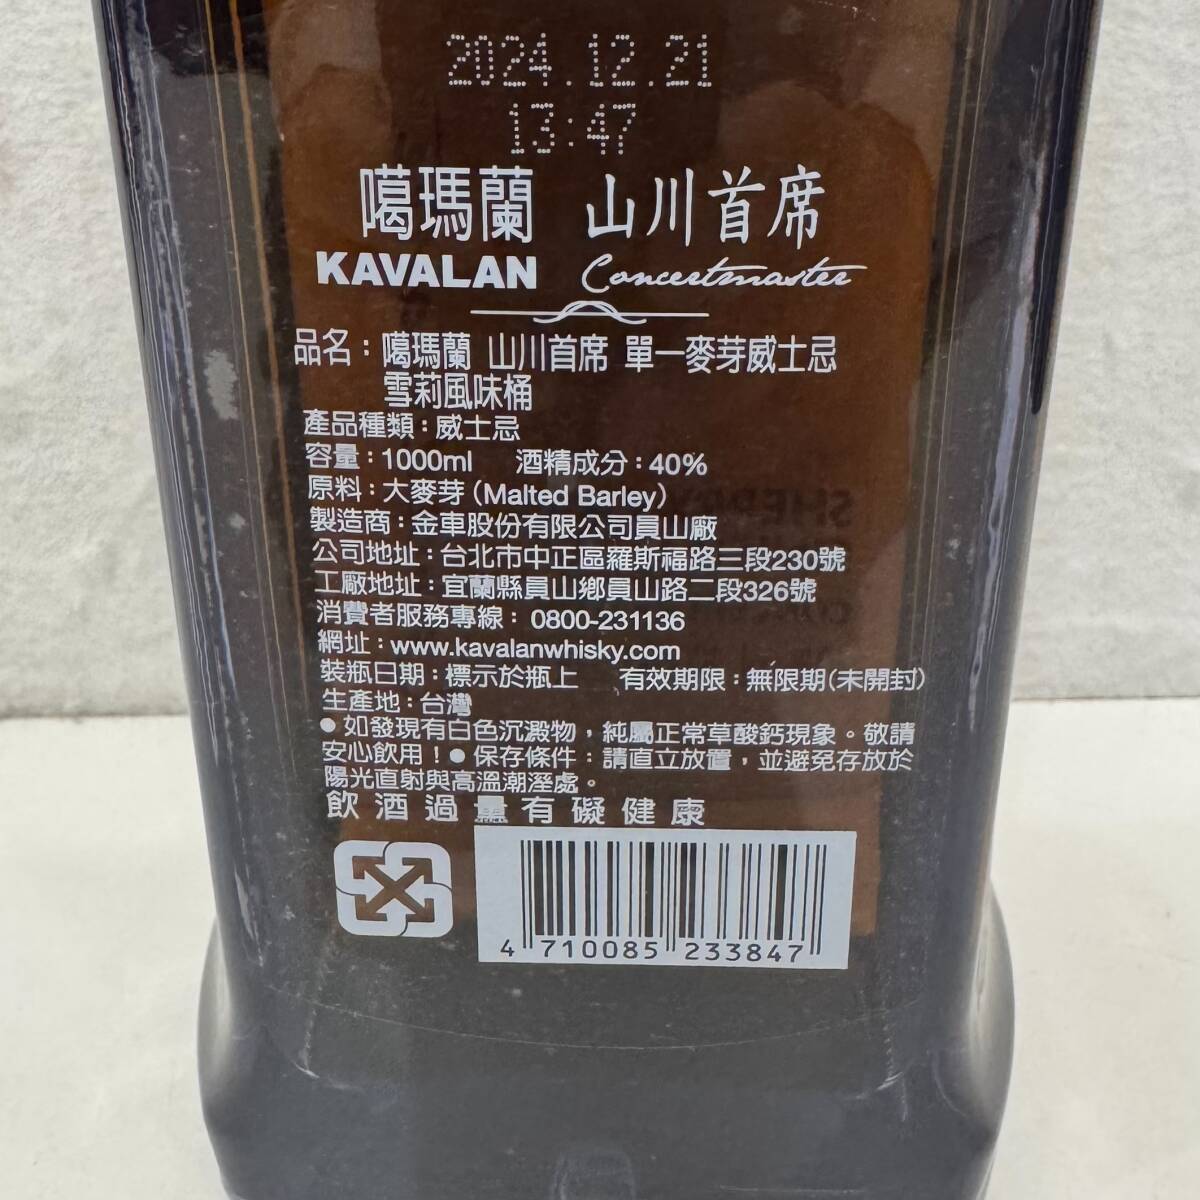 2024.12.21
13:47
噶瑪蘭 山川首席
KAVALAN Concertmaster
品名：噶瑪蘭 山川首席 單一麥芽威士忌
雪莉風味桶
產品種類：威士忌
容量：1000ml 酒精成分：40%
原料：大麥芽（Malted Barley）
製造商：金車股份有限公司員山廠
公司地址：台北市中正區羅斯福路三段230號
工廠地址：宜蘭縣員山鄉員山路二段326號
消費者服務專線：0800-231136
網址：www.kavalanwhisky.com
裝瓶日期：標示於瓶上 有效期限：無限期(未開封)
生產地：台灣
●如發現有白色沉澱物，純屬正常草酸鈣現象。敬請
安心飲用！●保存條件：請直立放置，並避免存放於
陽光直射與高溫潮溼處。
飲酒過量有礙健康
4 710085 233847